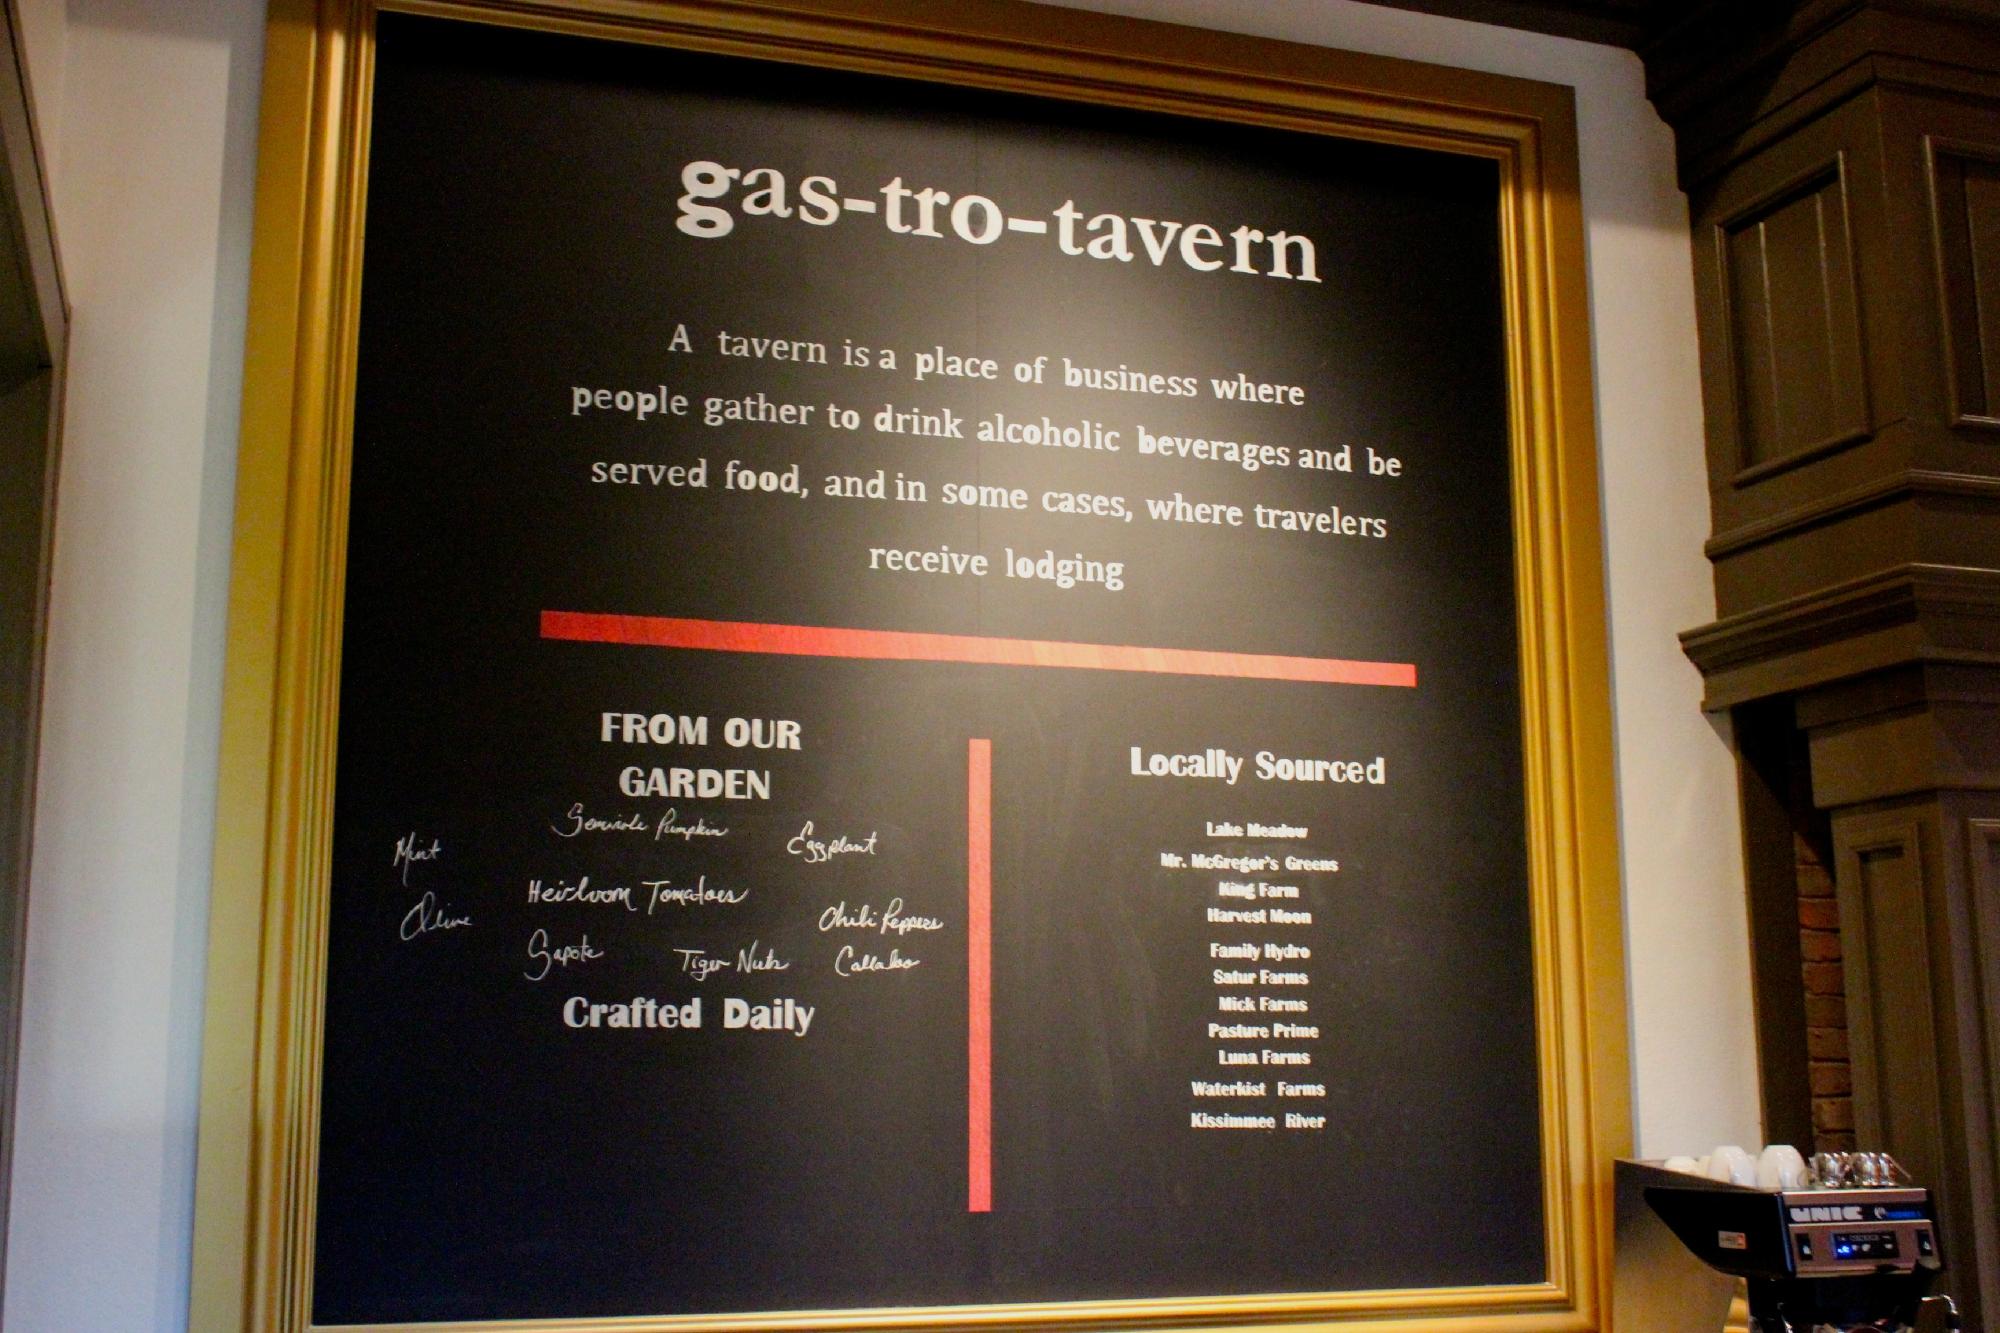 gas-tro-tavern
A tavern is a place of business where
people gather to drink alcoholic beverages and be
served food, and in some cases, where travelers
receive lodging
FROM OUR
GARDEN
Seminole Pumpkin
Mint
Eggplant
Heirloom Tomatoes
Olive
Chili Peppers
Sapote
Tiger Nuts
Callaloo
Crafted Daily
Locally Sourced
Lake Meadow
Mr. McGregor's Greens
King Farm
Harvest Moon
Family Hydro
Satur Farms
Mick Farms
Pasture Prime
Luna Farms
Waterkist Farms
Kissimmee River
UNIC